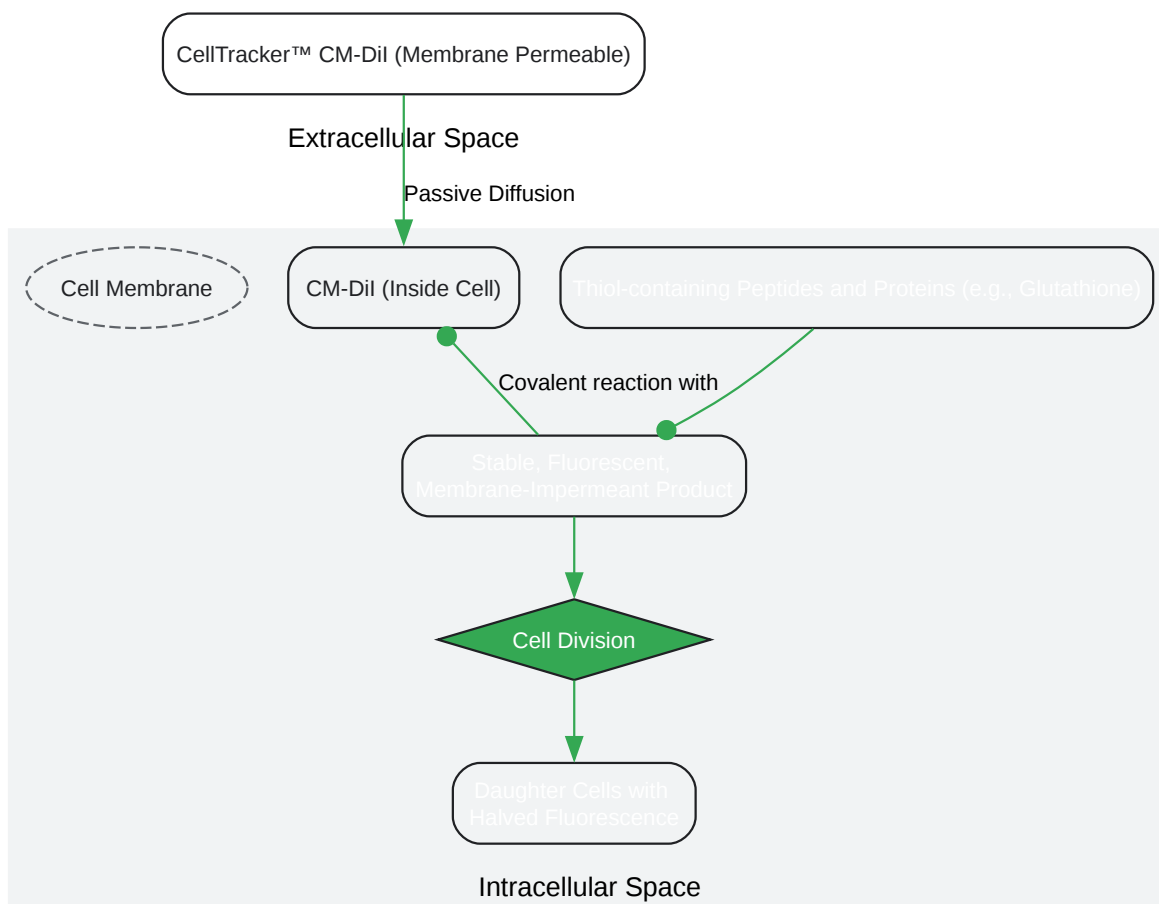 CellTracker™ CM-DiI (Membrane Permeable)
Extracellular Space
Passive Diffusion
Cell Membrane
CM-DiI (Inside Cell)
Thiol-containing Peptides and Proteins (e.g., Glutathione)
Covalent reaction with
Stable, Fluorescent,
Membrane-Impermeant Product
Cell Division
Daughter Cells with
Halved Fluorescence
Intracellular Space